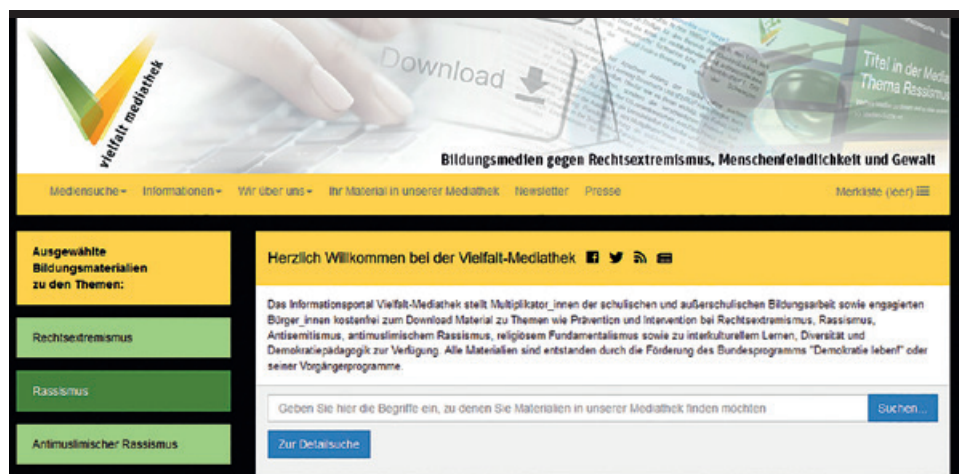 vielfalt mediathek
Download
Titel in der Media
Thema Rassismus
Bildungsmedien gegen Rechtsextremismus, Menschenfeindlichkeit und Gewalt
Mediensuche Informationen Wir über uns Ihr Material in unserer Mediathek Newsletter Presse Merkliste (leer)
Ausgewählte
Bildungsmaterialien
zu den Themen:
Rechtsextremismus
Rassismus
Antimuslimischer Rassismus
Herzlich Willkommen bei der Vielfalt-Mediathek
Das Informationsportal Vielfalt-Mediathek stellt Multiplikator_innen der schulischen und außerschulischen Bildungsarbeit sowie engagierten
Bürger_innen kostenfrei zum Download Material zu Themen wie Prävention und Intervention bei Rechtsextremismus, Rassismus,
Antisemitismus, antimuslimischem Rassismus, religiösem Fundamentalismus sowie zu interkulturellem Lernen, Diversität und
Demokratiepädagogik zur Verfügung. Alle Materialien sind entstanden durch die Förderung des Bundesprogramms "Demokratie leben!" oder
seiner Vorgängerprogramme.
Geben Sie hier die Begriffe ein, zu denen Sie Materialien in unserer Mediathek finden möchten
Suchen...
Zur Detailsuche